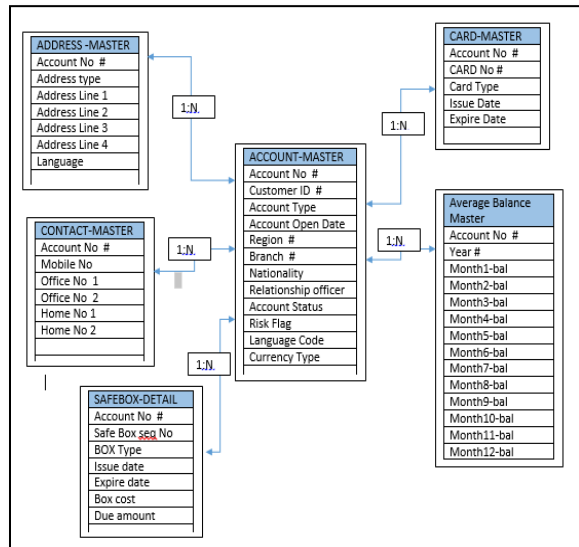 ADDRESS -MASTER
Account No #
Address type
Address Line 1
Address Line 2
Address Line 3
Address Line 4
Language
1:N
CARD-MASTER
Account No #
CARD No #
Card Type
Issue Date
Expire Date
1:N
ACCOUNT-MASTER
Account No #
Customer ID #
Account Type
Account Open Date
Region #
Branch #
Nationality
Relationship officer
Account Status
Risk Flag
Language Code
Currency Type
CONTACT-MASTER
Account No #
Mobile No
Office No 1
Office No 2
Home No 1
Home No 2
1:N
Average Balance
Master
Account No #
Year #
Month1-bal
Month2-bal
Month3-bal
Month4-bal
Month5-bal
Month6-bal
Month7-bal
Month8-bal
Month9-bal
Month10-bal
Month11-bal
Month12-bal
1:N
SAFEBOX-DETAIL
Account No #
Safe Box seq No
BOX Type
Issue date
Expire date
Box cost
Due amount
1:N